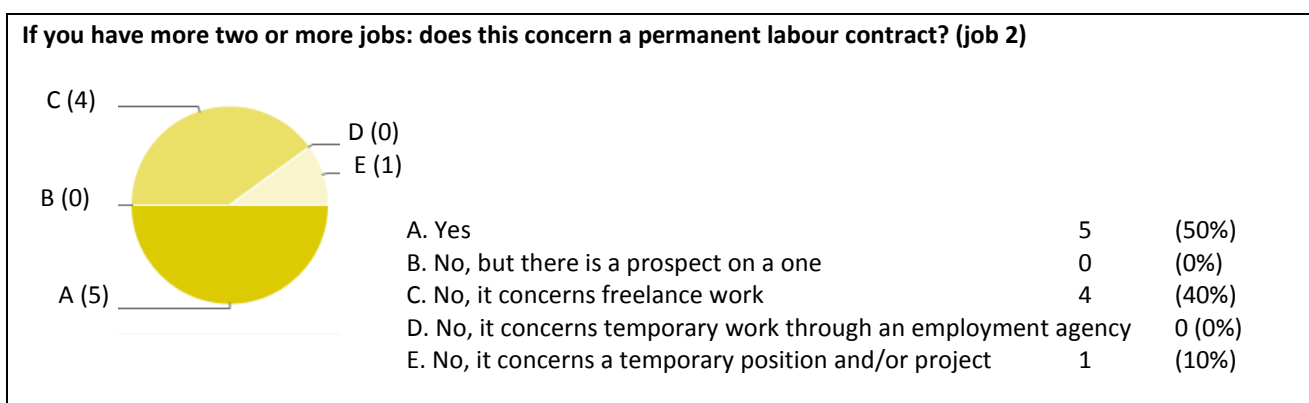 If you have more two or more jobs: does this concern a permanent labour contract? (job 2)
C (4)
D (0)
E (1)
B (0)
A (5)
A. Yes 5 (50%)
B. No, but there is a prospect on a one 0 (0%)
C. No, it concerns freelance work 4 (40%)
D. No, it concerns temporary work through an employment agency 0 (0%)
E. No, it concerns a temporary position and/or project 1 (10%)